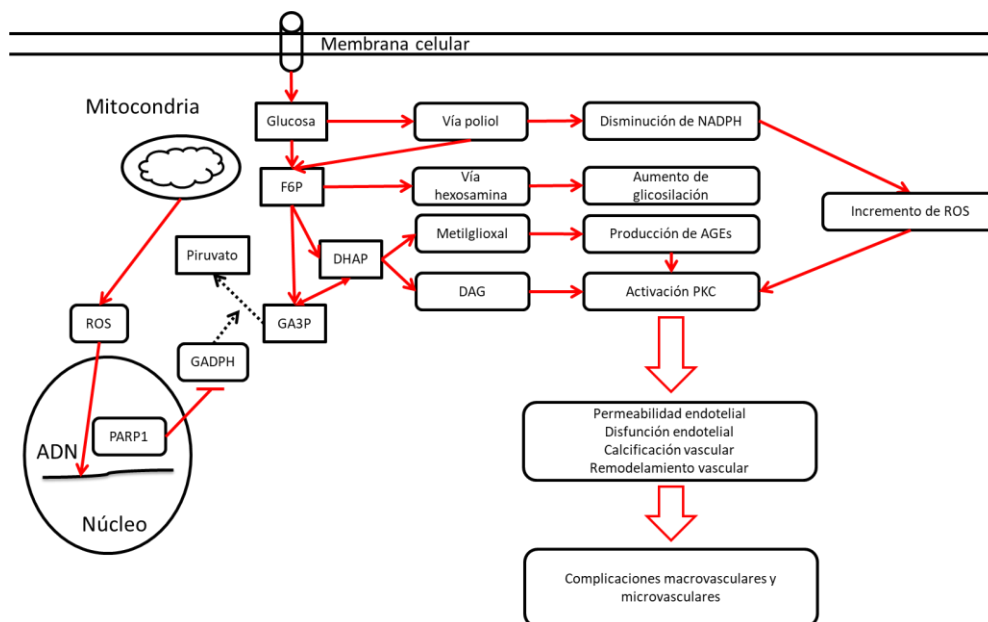 Membrana celular
Mitocondria
Glucosa
Vía poliol
Disminución de NADPH
F6P
Vía
hexosamina
Aumento de
glicosilación
Incremento de ROS
Metilglioxal
Producción de AGEs
Piruvato
DHAP
DAG
Activación PKC
ROS
GA3P
GADPH
PARP1
ADN
Núcleo
Permeabilidad endotelial
Disfunción endotelial
Calcificación vascular
Remodelamiento vascular
Complicaciones macrovasculares y
microvasculares